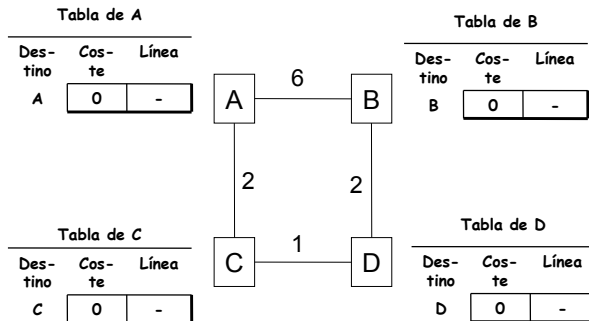 Tabla de A
Des-tino Cos-te Línea
A 0 -
Tabla de B
Des-tino Cos-te Línea
B 0 -
A 6 B
2 2
C 1 D
Tabla de C
Des-tino Cos-te Línea
C 0 -
Tabla de D
Des-tino Cos-te Línea
D 0 -